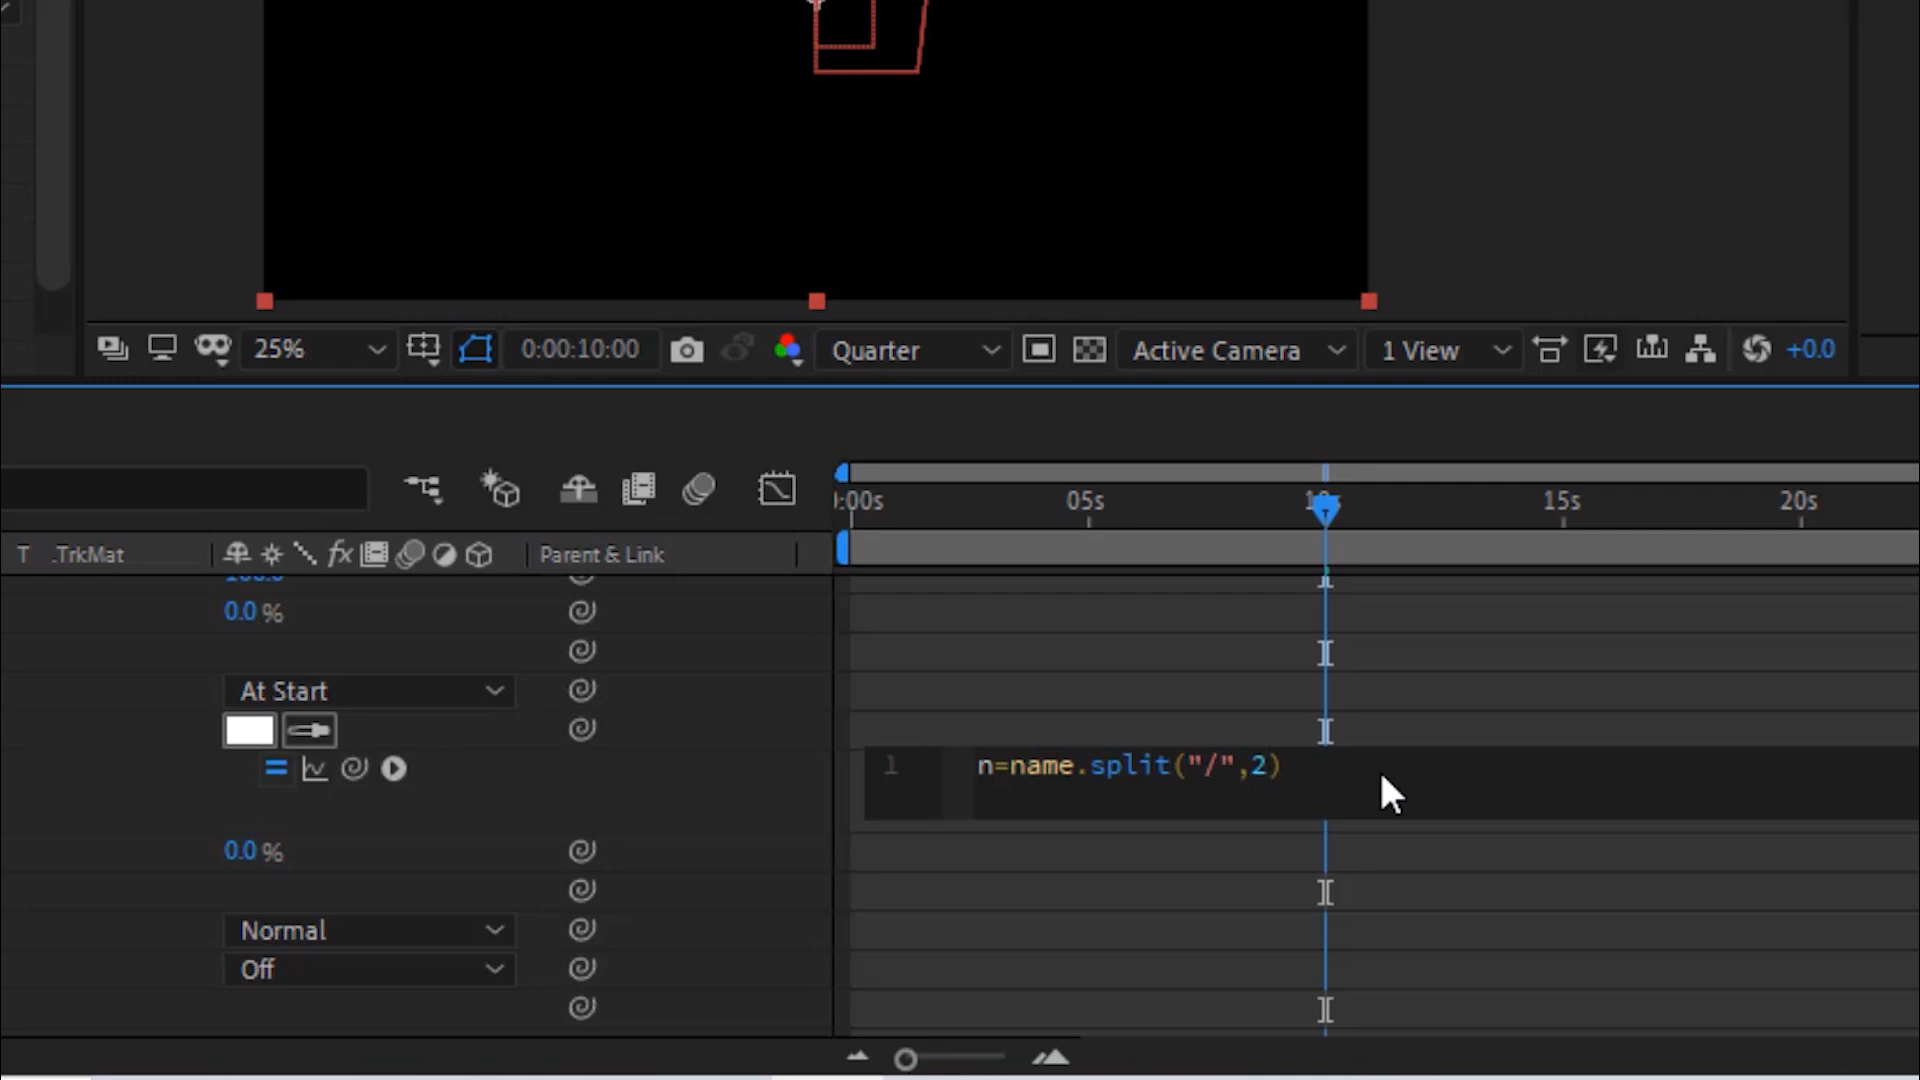 25%
0:00:10:00
Quarter
Active Camera
1 View
+0.0
:00s
05s
15s
20s
T .TrkMat
fx
Parent & Link
0.0 %
At Start
1 n=name.split("/",2)
0.0 %
Normal
Off